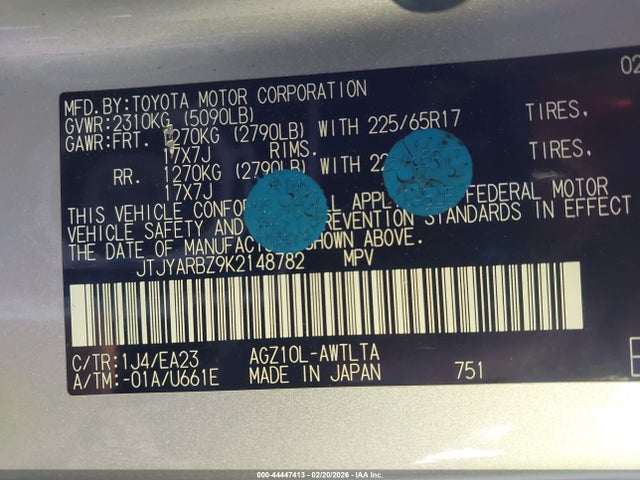 02
MFD.BY:TOYOTA MOTOR CORPORATION
GVWR:2310KG (5090LB)
GAWR:FRT. 1270KG (2790LB) WITH 225/65R17 TIRES,
17X7J RIMS.
RR. 1270KG (2790LB) WITH TIRES,
17X7J
THIS VEHICLE FEDERAL MOTOR
VEHICLE SAFETY AND STANDARDS IN EFFECT
THE DATE OF SHOWN ABOVE.
JTJYARBZ9K2148782 MPV
C/TR:1J4/EA23 AGZ10L-AWTLTA
A/TM:-01A/U661E MADE IN JAPAN 751
000-44447413 - 02/20/2026 - IAA Inc.